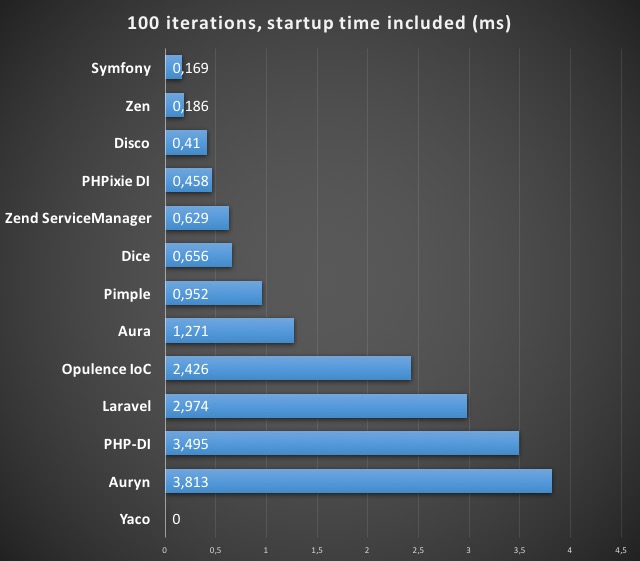 100 iterations, startup time included (ms)
Symfony 0,169
Zen 0,186
Disco 0,41
PHPixie DI 0,458
Zend ServiceManager 0,629
Dice 0,656
Pimple 0,952
Aura 1,271
Opulence IoC 2,426
Laravel 2,974
PHP-DI 3,495
Auryn 3,813
Yaco 0
0 0,5 1 1,5 2 2,5 3 3,5 4 4,5